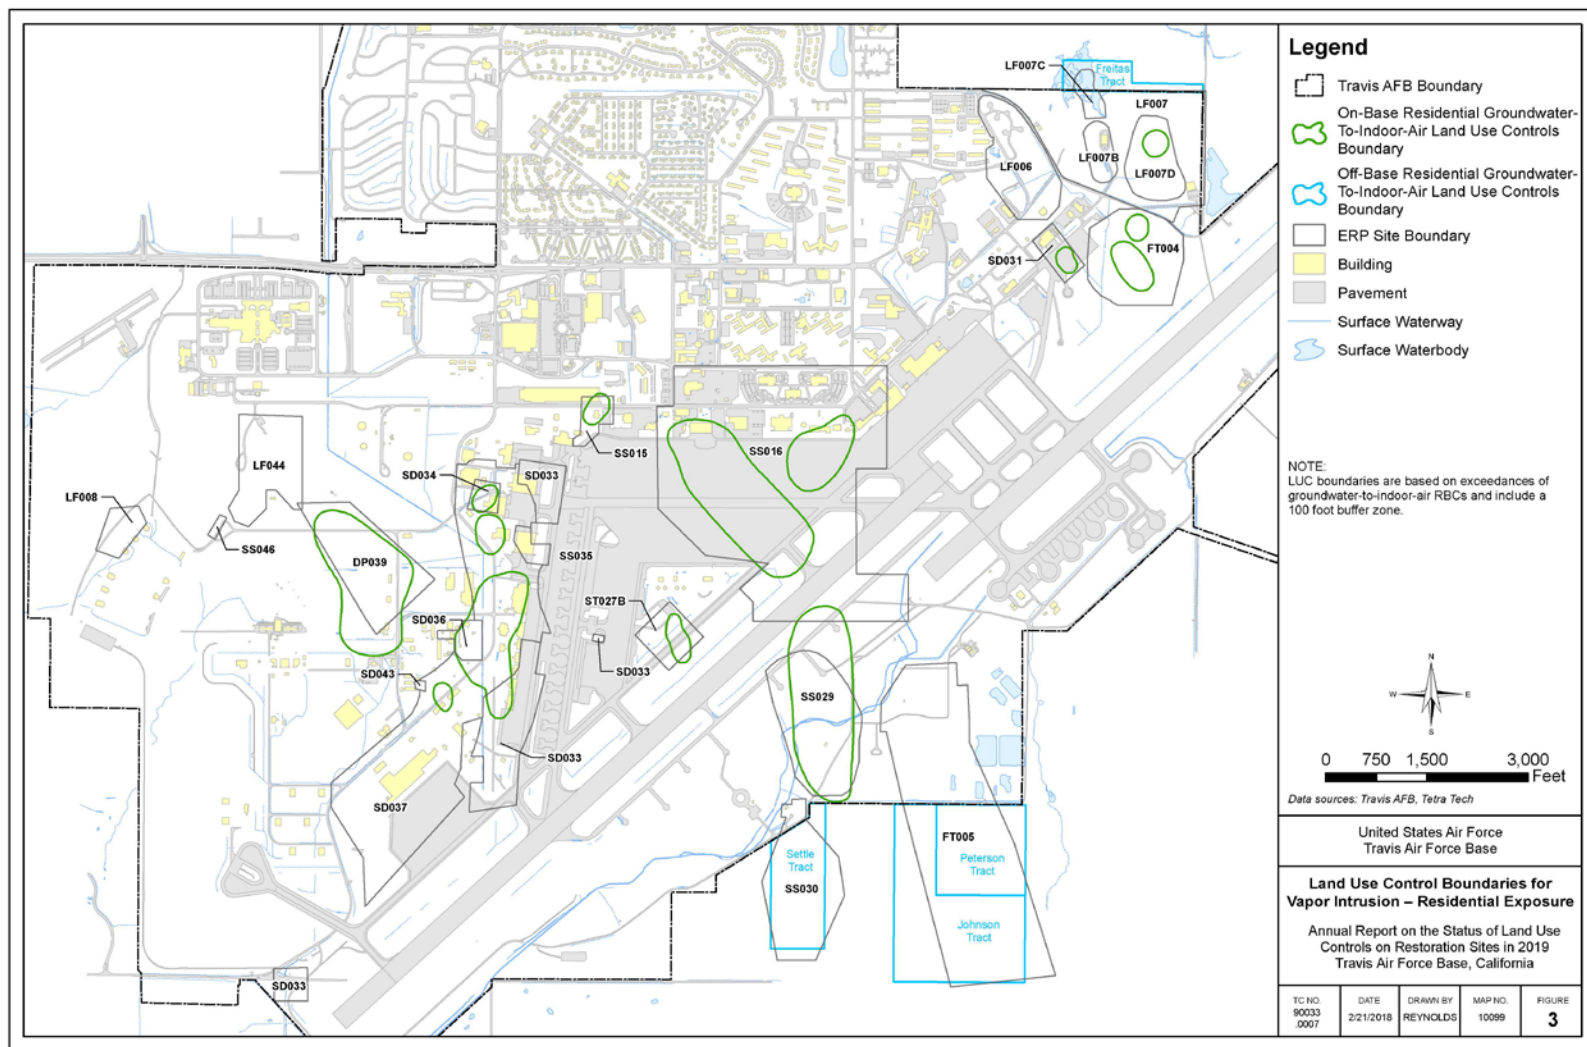 LF007C
Freitas
Tract
LF007
LF006
LF007B
LF007D
FT004
SD031
SS015
SS016
LF044
SD034
SD033
LF008
SS046
SS035
DP039
ST027B
SD036
SD033
SD043
SS029
SD033
SD037
FT005
Settle
Tract
Peterson
Tract
SS030
Johnson
Tract
SD033
Legend
Travis AFB Boundary
On-Base Residential Groundwater-
To-Indoor-Air Land Use Controls
Boundary
Off-Base Residential Groundwater-
To-Indoor-Air Land Use Controls
Boundary
ERP Site Boundary
Building
Pavement
Surface Waterway
Surface Waterbody
NOTE:
LUC boundaries are based on exceedances of
groundwater-to-indoor-air RBCs and include a
100 foot buffer zone.
N
W E
S
0 750 1,500 3,000
Feet
Data sources: Travis AFB, Tetra Tech
United States Air Force
Travis Air Force Base
Land Use Control Boundaries for
Vapor Intrusion – Residential Exposure
Annual Report on the Status of Land Use
Controls on Restoration Sites in 2019
Travis Air Force Base, California
TC NO.
90033
.0007
DATE
2/21/2018
DRAWN BY
REYNOLDS
MAP NO.
10099
FIGURE
3